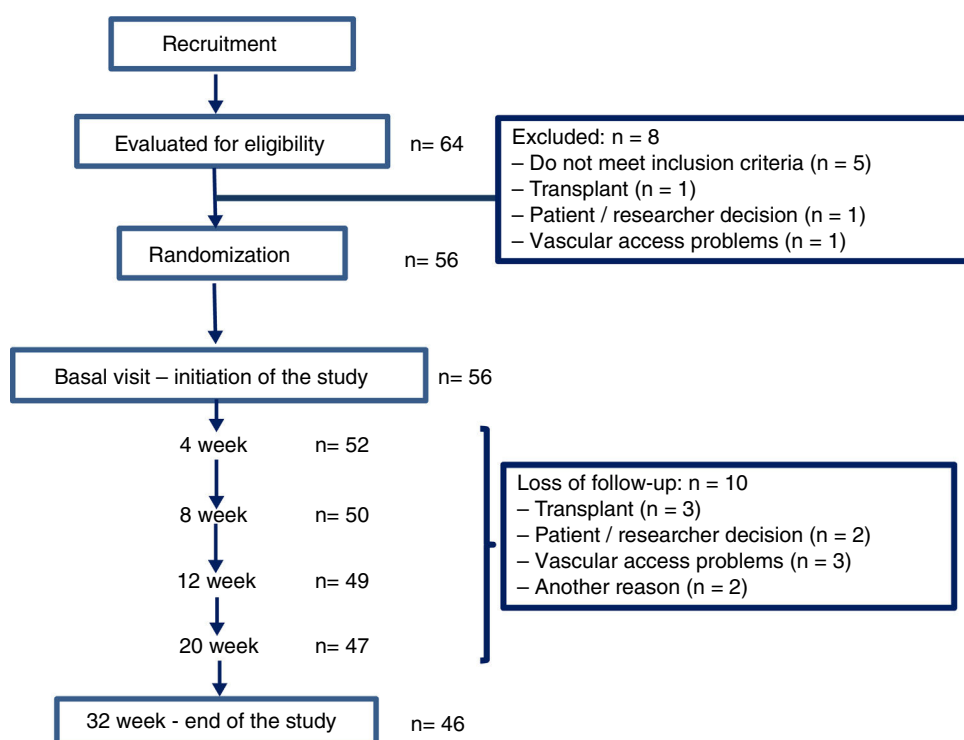 Recruitment
Evaluated for eligibility
n= 64
Excluded: n = 8
– Do not meet inclusion criteria (n = 5)
– Transplant (n = 1)
– Patient / researcher decision (n = 1)
– Vascular access problems (n = 1)
Randomization
n= 56
Basal visit – initiation of the study
n= 56
4 week n= 52
8 week n= 50
12 week n= 49
20 week n= 47
Loss of follow-up: n = 10
– Transplant (n = 3)
– Patient / researcher decision (n = 2)
– Vascular access problems (n = 3)
– Another reason (n = 2)
32 week - end of the study
n= 46